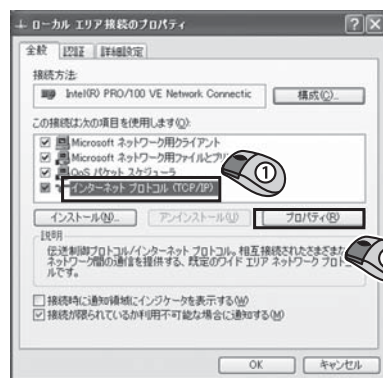 ローカル エリア接続のプロパティ
全般 認証 詳細設定
接続方法:
Intel(R) PRO/100 VE Network Connectic 構成(C)...
この接続は次の項目を使用します(O):
Microsoft ネットワーク用クライアント
Microsoft ネットワーク用ファイルとプリ
QoS パケット スケジューラ
インターネット プロトコル (TCP/IP)
①
インストール(N)... アンインストール(U) プロパティ(R)
説明
伝送制御プロトコル/インターネット プロトコル。相互接続されたさまざまな
ネットワーク間の通信を提供する、既定のワイド エリア ネットワーク プロトコ
ルです。
接続時に通知領域にインジケータを表示する(W)
接続が限られているか利用不可能な場合に通知する(M)
OK キャンセル